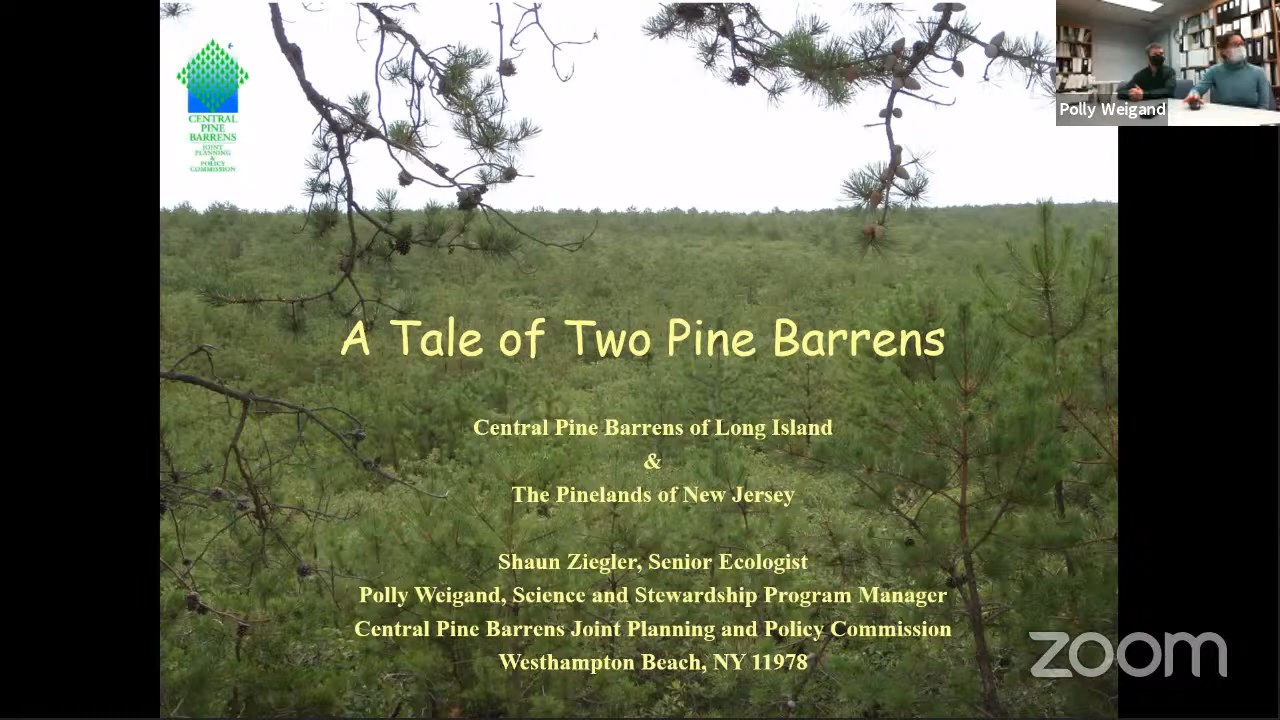 CENTRAL
PINE
BARRENS
JOINT
PLANNING
&
POLICY
COMMISSION
Polly Weigand
A Tale of Two Pine Barrens
Central Pine Barrens of Long Island
&
The Pinelands of New Jersey
Shaun Ziegler, Senior Ecologist
Polly Weigand, Science and Stewardship Program Manager
Central Pine Barrens Joint Planning and Policy Commission
Westhampton Beach, NY 11978
zoom